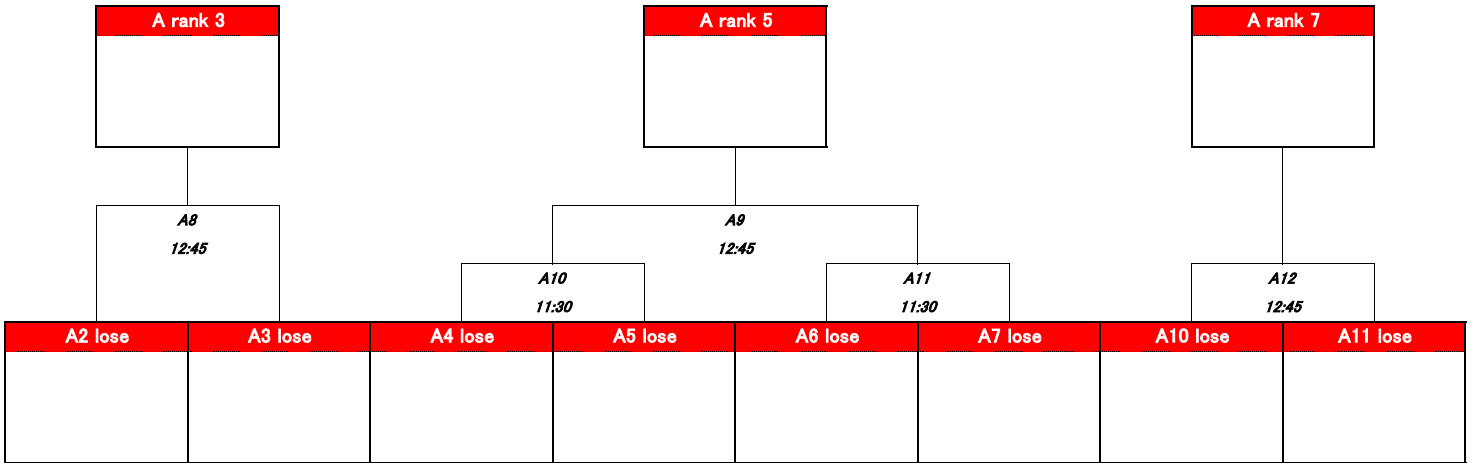 A rank 3
A rank 5
A rank 7
A8
12:45
A9
12:45
A10
11:30
A11
11:30
A12
12:45
A2 lose
A3 lose
A4 lose
A5 lose
A6 lose
A7 lose
A10 lose
A11 lose